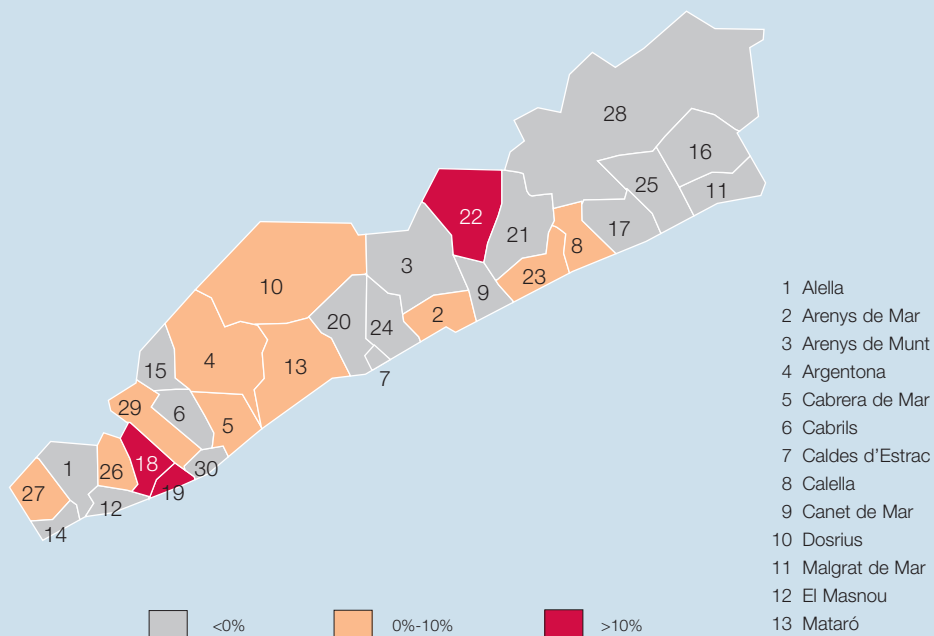 28
16
25
11
22
21
17
8
3
23
10
9
2
20
24
4
13
7
15
29
6
5
1
26
18
30
27
19
12
14
1 Alella
2 Arenys de Mar
3 Arenys de Munt
4 Argentona
5 Cabrera de Mar
6 Cabrils
7 Caldes d’Estrac
8 Calella
9 Canet de Mar
10 Dosrius
11 Malgrat de Mar
12 El Masnou
13 Mataró
<0%
0%-10%
>10%